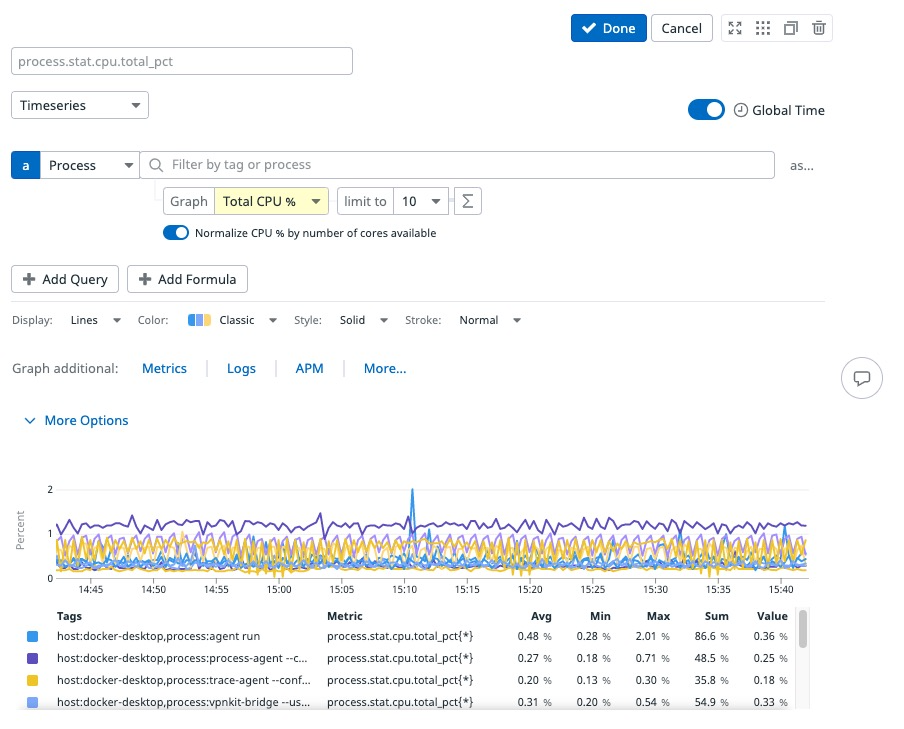 Done Cancel
process.stat.cpu.total_pct
Timeseries
Global Time
a Process Filter by tag or process as...
Graph Total CPU % limit to 10 Σ
Normalize CPU % by number of cores available
Add Query Add Formula
Display: Lines Color: Classic Style: Solid Stroke: Normal
Graph additional: Metrics Logs APM More...
More Options
Percent
2
1
0
14:45 14:50 14:55 15:00 15:05 15:10 15:15 15:20 15:25 15:30 15:35 15:40
Tags Metric Avg Min Max Sum Value
host:docker-desktop,process:agent run process.stat.cpu.total_pct{*} 0.48 % 0.28 % 2.01 % 86.6 % 0.36 %
host:docker-desktop,process:process-agent --c... process.stat.cpu.total_pct{*} 0.27 % 0.18 % 0.71 % 48.5 % 0.25 %
host:docker-desktop,process:trace-agent --conf... process.stat.cpu.total_pct{*} 0.20 % 0.13 % 0.30 % 35.8 % 0.18 %
host:docker-desktop,process:vpnkit-bridge --us... process.stat.cpu.total_pct{*} 0.31 % 0.20 % 0.54 % 54.9 % 0.33 %